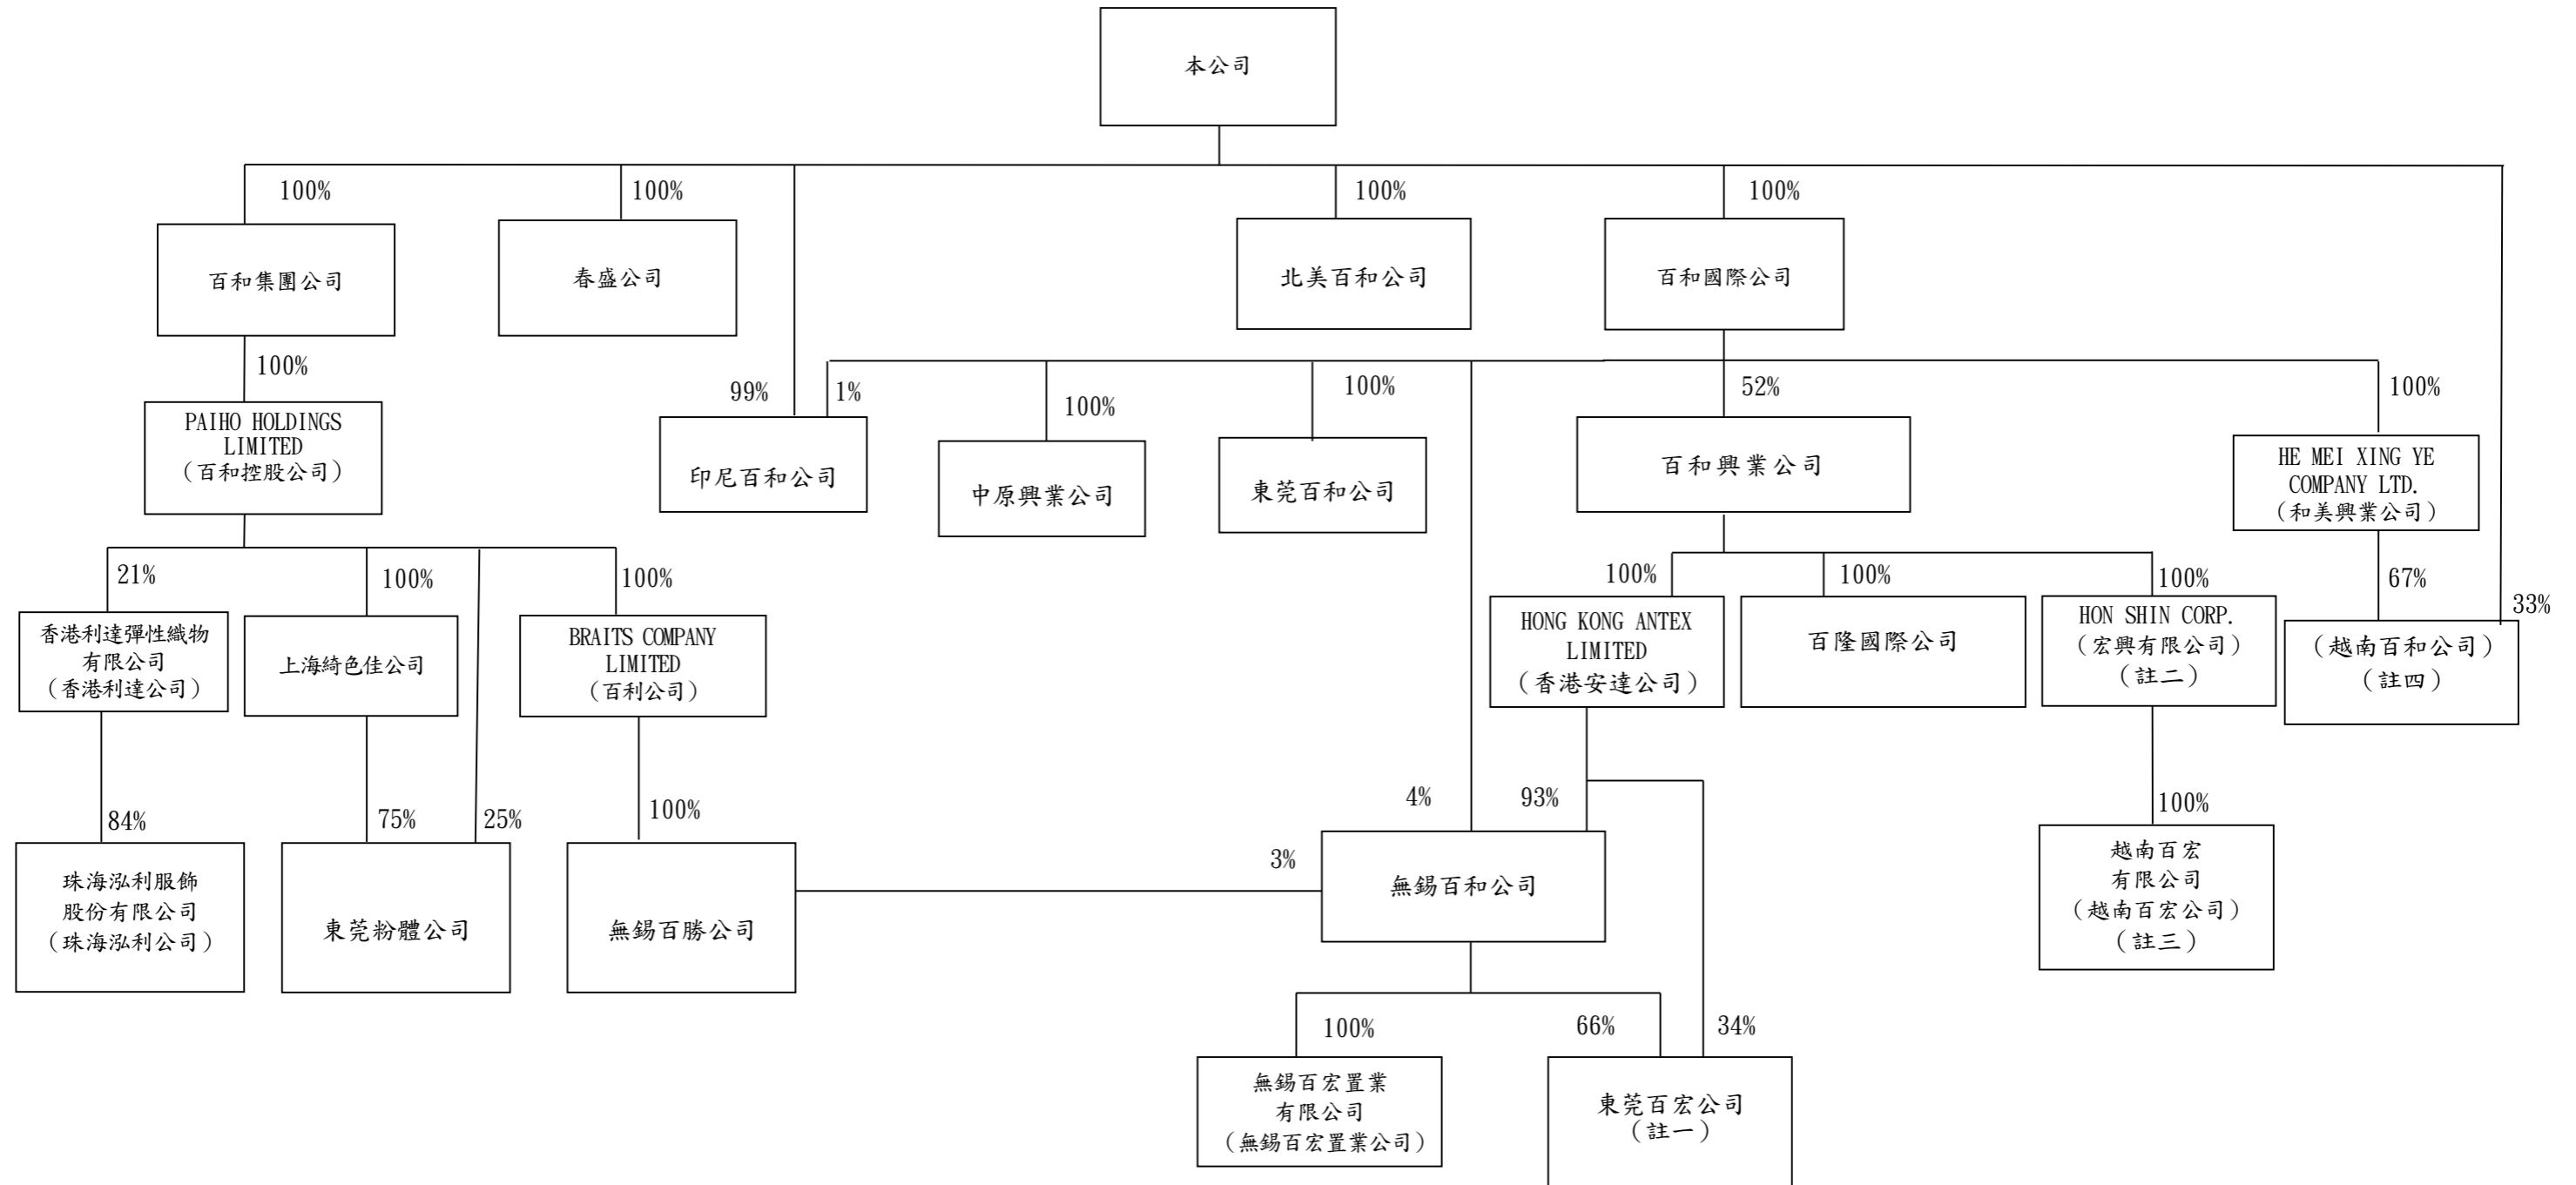 本公司
100%
100%
100%
100%
百和集團公司
春盛公司
北美百和公司
百和國際公司
100%
99%
1%
100%
100%
52%
100%
PAIHO HOLDINGS
LIMITED
（百和控股公司）
印尼百和公司
中原興業公司
東莞百和公司
百和興業公司
HE MEI XING YE
COMPANY LTD.
（和美興業公司）
21%
100%
100%
100%
100%
100%
67%
33%
香港利達彈性織物
有限公司
（香港利達公司）
上海綺色佳公司
BRAITS COMPANY
LIMITED
（百利公司）
HONG KONG ANTEX
LIMITED
（香港安達公司）
百隆國際公司
HON SHIN CORP.
（宏興有限公司）
（註二）
（越南百和公司）
（註四）
84%
75%
25%
100%
4%
93%
100%
3%
珠海泓利服飾
股份有限公司
（珠海泓利公司）
東莞粉體公司
無錫百勝公司
無錫百和公司
越南百宏
有限公司
（越南百宏公司）
（註三）
100%
66%
34%
無錫百宏置業
有限公司
（無錫百宏置業公司）
東莞百宏公司
（註一）